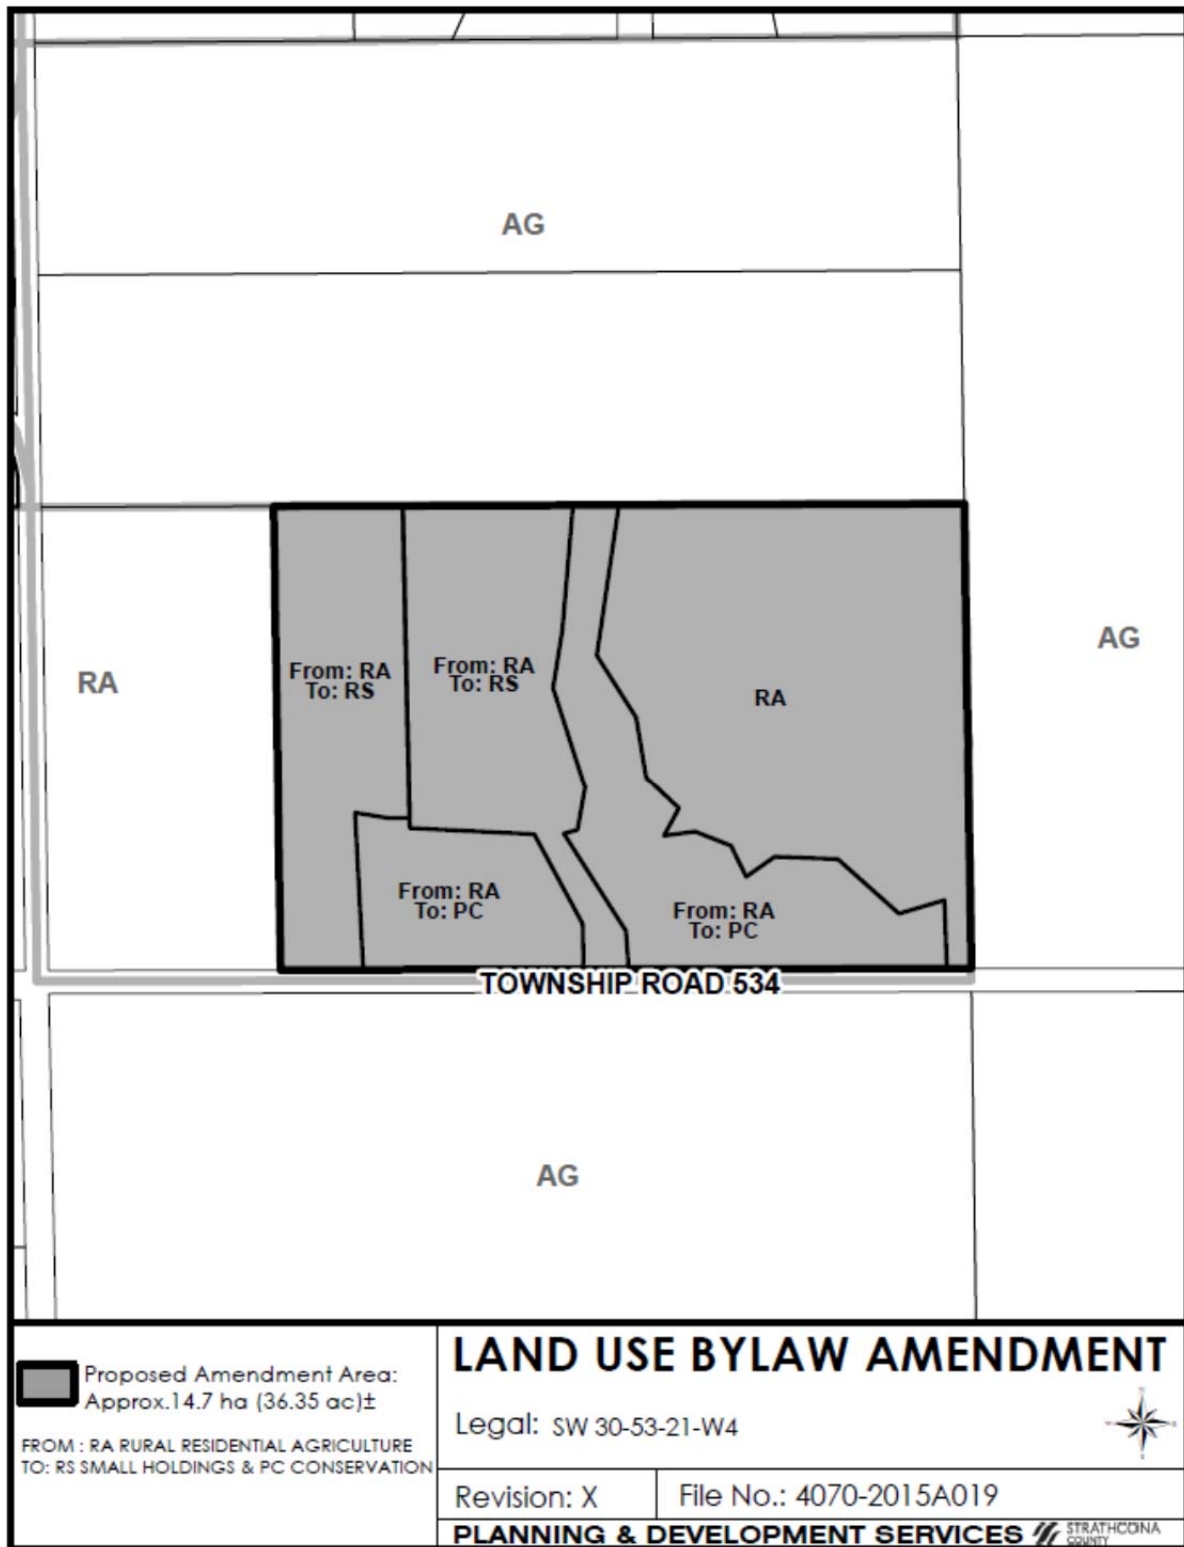 AG
AG
RA
From: RA
To: RS
From: RA
To: RS
RA
From: RA
To: PC
From: RA
To: PC
TOWNSHIP ROAD 534
AG
Proposed Amendment Area:
Approx.14.7 ha (36.35 ac)±
FROM : RA RURAL RESIDENTIAL AGRICULTURE
TO: RS SMALL HOLDINGS & PC CONSERVATION
LAND USE BYLAW AMENDMENT
Legal: SW 30-53-21-W4
Revision: X
File No.: 4070-2015A019
PLANNING & DEVELOPMENT SERVICES
STRATHCONA
COUNTY